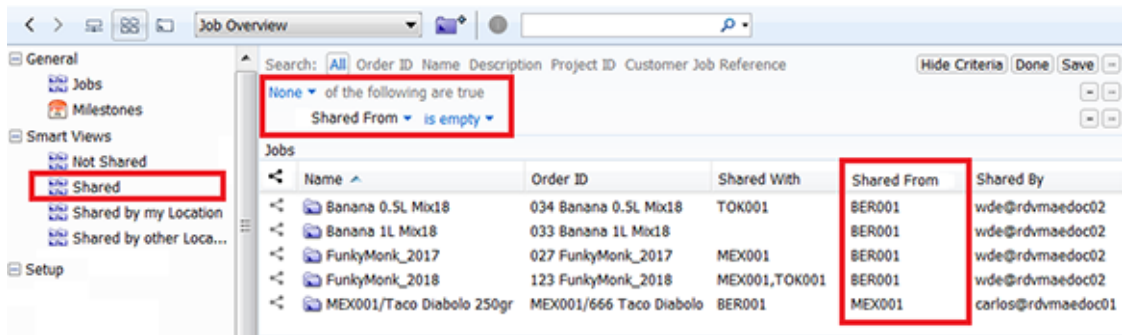 Job Overview
General
Jobs
Milestones
Smart Views
Not Shared
Shared
Shared by my Location
Shared by other Loca...
Setup
Search: All Order ID Name Description Project ID Customer Job Reference Hide Criteria Done Save
None of the following are true
Shared From is empty
Jobs
Name Order ID Shared With Shared From Shared By
Banana 0.5L Mix18 034 Banana 0.5L Mix18 TOK001 BER001 wde@rdvmaedoc02
Banana 1L Mix18 033 Banana 1L Mix18 BER001 wde@rdvmaedoc02
FunkyMonk_2017 027 FunkyMonk_2017 MEX001 BER001 wde@rdvmaedoc02
FunkyMonk_2018 123 FunkyMonk_2018 MEX001,TOK001 BER001 wde@rdvmaedoc02
MEX001/Taco Diabolo 250gr MEX001/666 Taco Diabolo BER001 MEX001 carlos@rdvmaedoc01